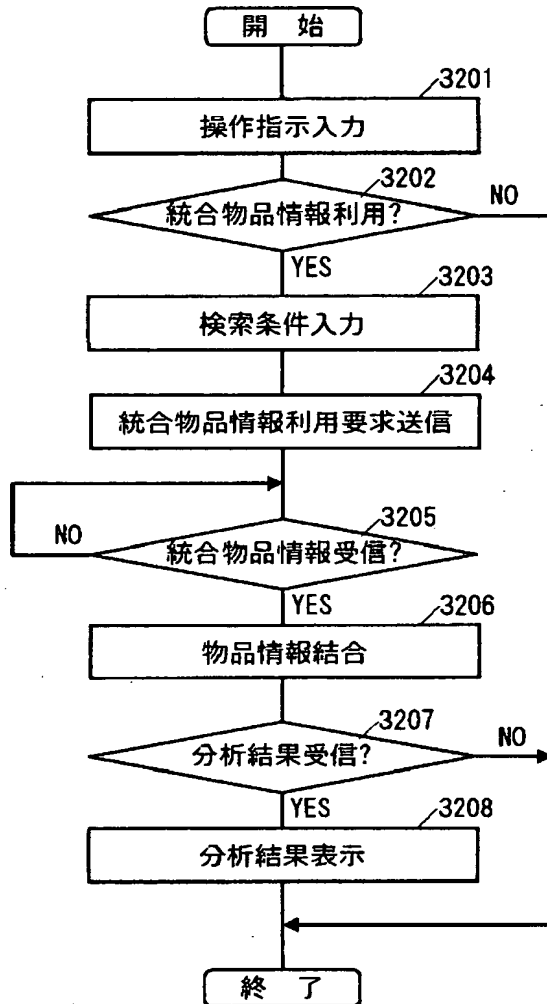 開 始
3201
操作指示入力
3202
統合物品情報利用?
NO
YES
3203
検索条件入力
3204
統合物品情報利用要求送信
3205
NO
統合物品情報受信?
YES
3206
物品情報結合
3207
分析結果受信?
NO
YES
3208
分析結果表示
終 了